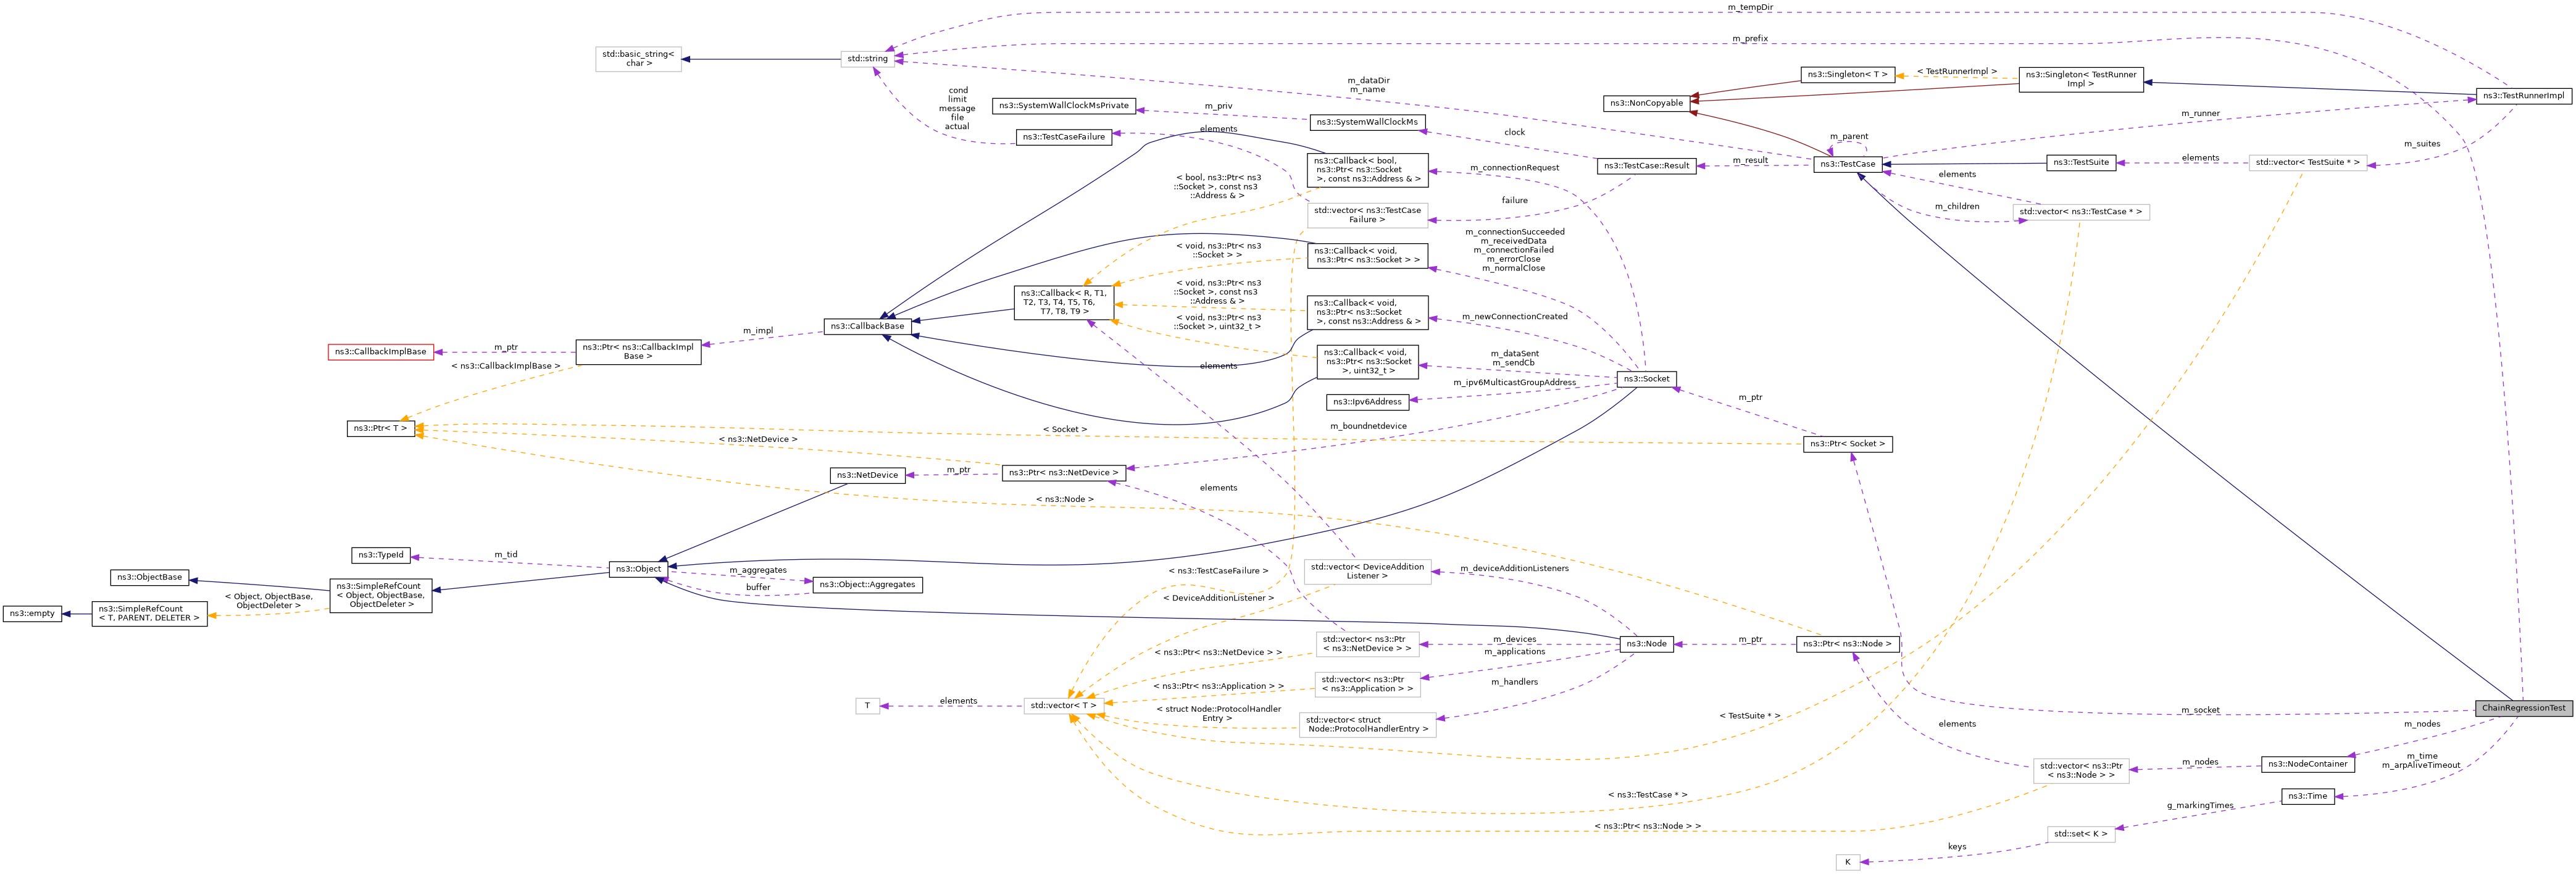 m_tempDir
m_prefix
std::basic_string<
char >
std::string
m_dataDir
m_name
ns3::Singleton< T >
< TestRunnerImpl >
ns3::Singleton< TestRunner
Impl >
ns3::TestRunnerImpl
ns3::NonCopyable
cond
limit
message
file
actual
ns3::SystemWallClockMsPrivate
m_priv
ns3::SystemWallClockMs
m_runner
ns3::TestCaseFailure
elements
clock
m_parent
m_suites
ns3::Callback< bool,
ns3::Ptr< ns3::Socket
>, const ns3::Address & >
m_connectionRequest
ns3::TestCase::Result
m_result
ns3::TestCase
ns3::TestSuite
elements
std::vector< TestSuite * >
< bool, ns3::Ptr< ns3
::Socket >, const ns3
::Address & >
elements
failure
std::vector< ns3::TestCase
Failure >
m_children
std::vector< ns3::TestCase * >
m_connectionSucceeded
m_receivedData
m_connectionFailed
m_errorClose
m_normalClose
< void, ns3::Ptr< ns3
::Socket > >
ns3::Callback< void,
ns3::Ptr< ns3::Socket > >
ns3::Callback< R, T1,
T2, T3, T4, T5, T6,
T7, T8, T9 >
< void, ns3::Ptr< ns3
::Socket >, const ns3
::Address & >
ns3::Callback< void,
ns3::Ptr< ns3::Socket
>, const ns3::Address & >
m_newConnectionCreated
< void, ns3::Ptr< ns3
::Socket >, uint32_t >
ns3::CallbackBase
m_impl
ns3::CallbackImplBase
m_ptr
ns3::Ptr< ns3::CallbackImpl
Base >
< ns3::CallbackImplBase >
elements
ns3::Callback< void,
ns3::Ptr< ns3::Socket
>, uint32_t >
m_dataSent
m_sendCb
ns3::Socket
m_ipv6MulticastGroupAddress
ns3::Ipv6Address
m_ptr
ns3::Ptr< T >
< Socket >
m_boundnetdevice
< ns3::NetDevice >
ns3::Ptr< Socket >
ns3::NetDevice
m_ptr
ns3::Ptr< ns3::NetDevice >
elements
< ns3::Node >
ns3::TypeId
m_tid
ns3::Object
m_aggregates
buffer
ns3::Object::Aggregates
ns3::ObjectBase
ns3::SimpleRefCount
< Object, ObjectBase,
ObjectDeleter >
< Object, ObjectBase,
ObjectDeleter >
ns3::empty
ns3::SimpleRefCount
< T, PARENT, DELETER >
< ns3::TestCaseFailure >
std::vector< DeviceAddition
Listener >
m_deviceAdditionListeners
< DeviceAdditionListener >
std::vector< ns3::Ptr
< ns3::NetDevice > >
m_devices
ns3::Node
m_ptr
ns3::Ptr< ns3::Node >
< ns3::Ptr< ns3::NetDevice > >
m_applications
std::vector< ns3::Ptr
< ns3::Application > >
< ns3::Ptr< ns3::Application > >
m_handlers
T
elements
std::vector< T >
< struct Node::ProtocolHandler
Entry >
std::vector< struct
Node::ProtocolHandlerEntry >
< TestSuite * >
m_socket
ChainRegressionTest
elements
m_nodes
m_time
m_arpAliveTimeout
std::vector< ns3::Ptr
< ns3::Node > >
m_nodes
ns3::NodeContainer
< ns3::TestCase * >
ns3::Time
g_markingTimes
< ns3::Ptr< ns3::Node > >
std::set< K >
keys
K